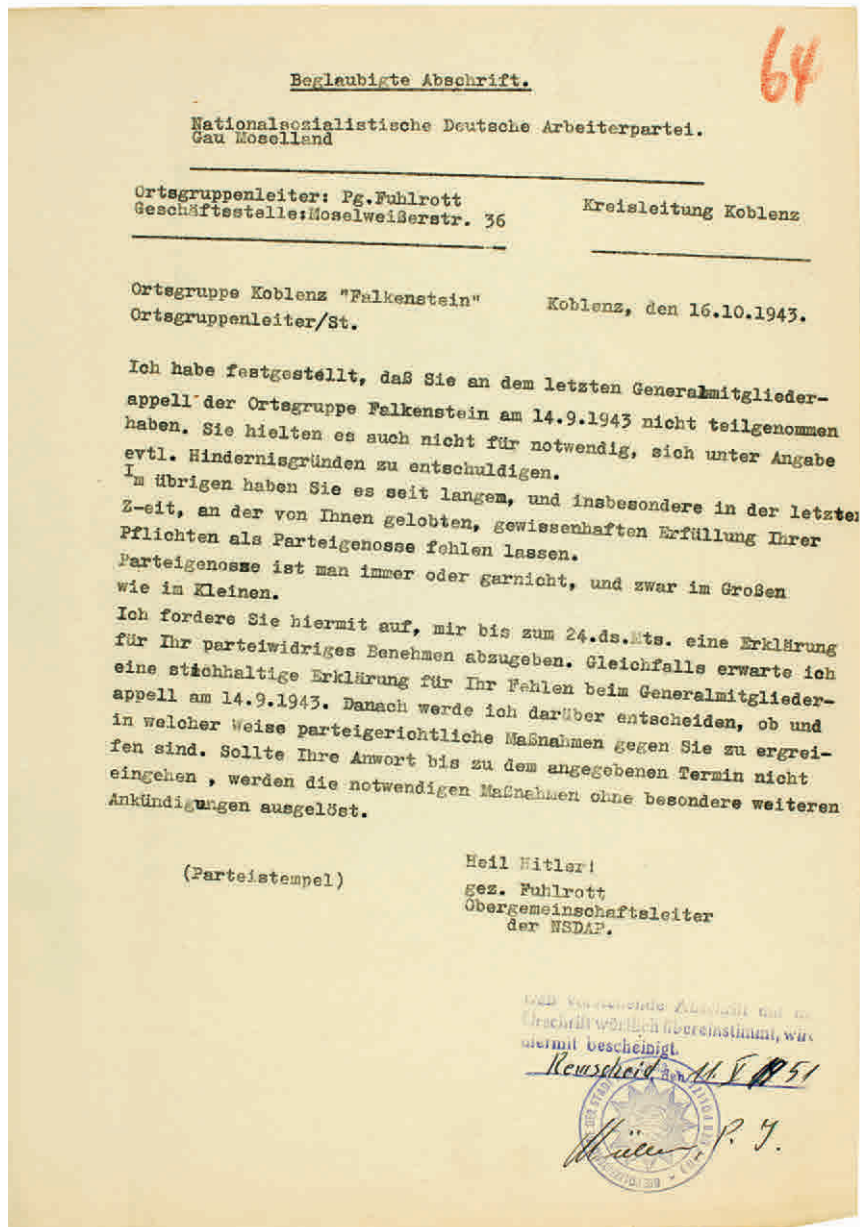 64
Beglaubigte Abschrift.
Nationalsozialistische Deutsche Arbeiterpartei.
Gau Moselland
Ortsgruppenleiter: Pg.Fuhlrott
Geschäftsstelle:Moselweißerstr. 36
Kreisleitung Koblenz
Ortsgruppe Koblenz "Falkenstein"
Ortsgruppenleiter/St.
Koblenz, den 16.10.1943.
Ich habe festgestellt, daß Sie an dem letzten Generalmitglieder-
appell der Ortsgruppe Falkenstein am 14.9.1943 nicht teilgenommen
haben. Sie hielten es auch nicht für notwendig, sich unter Angabe
evtl. Hindernisgründen zu entschuldigen.
Im übrigen haben Sie es seit langem, und insbesondere in der letzten
Z-eit, an der von Ihnen gelobten, gewissenhaften Erfüllung Ihrer
Pflichten als Parteigenosse fehlen lassen.
Parteigenosse ist man immer oder garnicht, und zwar im Großen
wie im Kleinen.
Ich fordere Sie hiermit auf, mir bis zum 24.ds.Mts. eine Erklärung
für Ihr parteiwidriges Benehmen abzugeben. Gleichfalls erwarte ich
eine stichhaltige Erklärung für Ihr Fehlen beim Generalmitglieder-
appell am 14.9.1943. Danach werde ich darüber entscheiden, ob und
in welcher Weise parteigerichtliche Maßnahmen gegen Sie zu ergrei-
fen sind. Sollte Ihre Anwort bis zu dem angegebenen Termin nicht
eingehen , werden die notwendigen Maßnahmen ohne besondere weiteren
Ankündigungen ausgelöst.
(Parteistempel)
Heil Hitler!
gez. Fuhlrott
Obergemeinschaftsleiter
der NSDAP.
vorstehende Abschrift mit
Urschrift wörtlich übereinstimmt, wird
hiermit bescheinigt.
Remscheid, den 11. V 51
DER STADT
Müller, P. J.